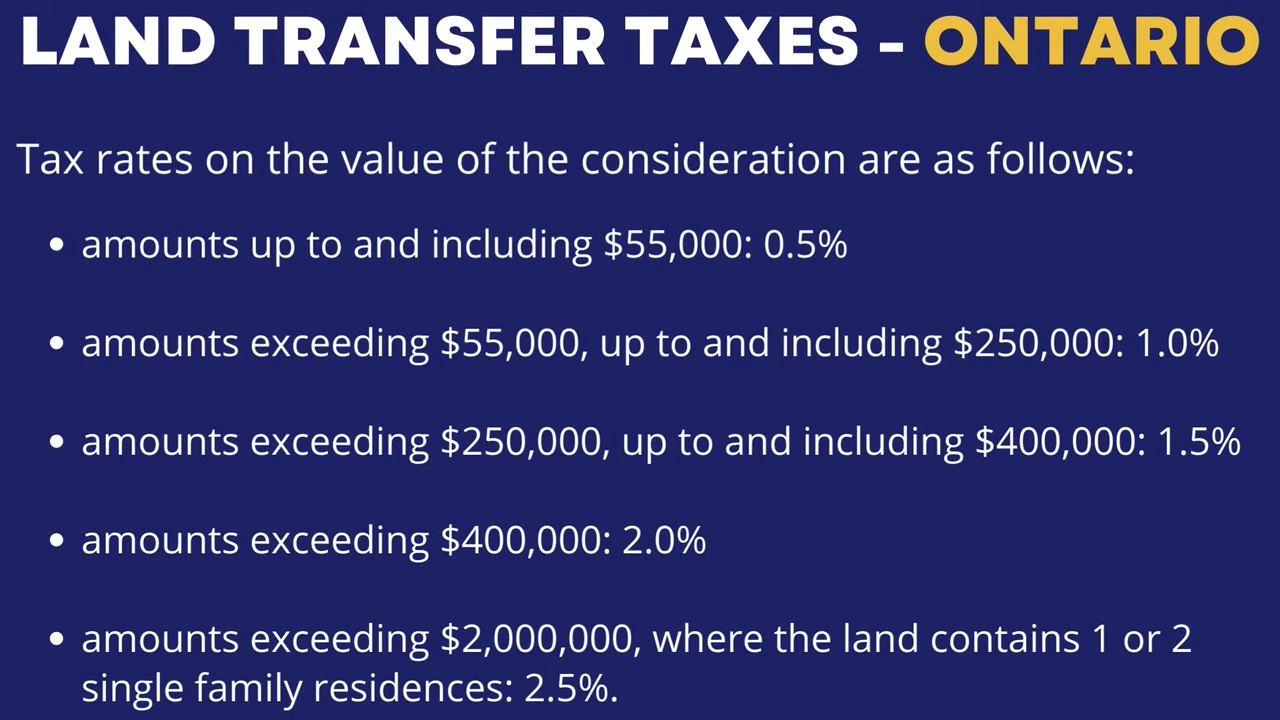 LAND TRANSFER TAXES - ONTARIO
Tax rates on the value of the consideration are as follows:
• amounts up to and including $55,000: 0.5%
• amounts exceeding $55,000, up to and including $250,000: 1.0%
• amounts exceeding $250,000, up to and including $400,000: 1.5%
• amounts exceeding $400,000: 2.0%
• amounts exceeding $2,000,000, where the land contains 1 or 2
single family residences: 2.5%.